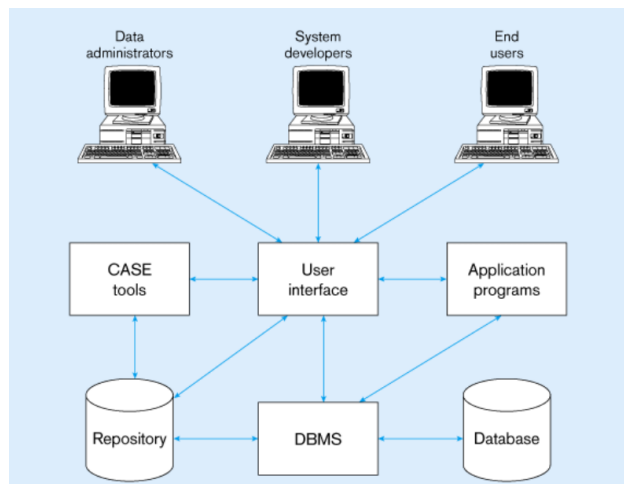 Data
administrators
System
developers
End
users
CASE
tools
User
interface
Application
programs
Repository
DBMS
Database